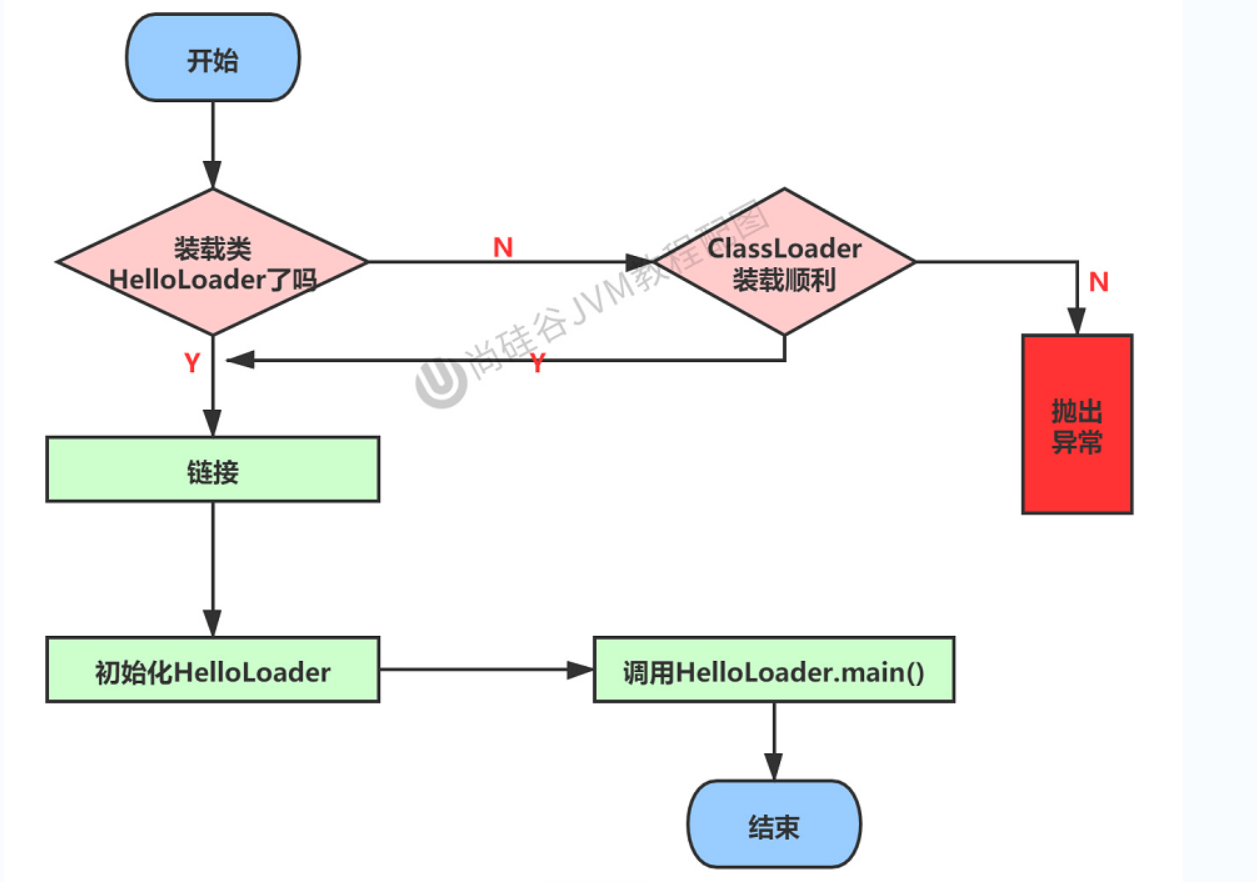 开始
装载类
HelloLoader了吗
N
ClassLoader
装载顺利
N
Y
Y
尚硅谷JVM教程配图
抛出
异常
链接
初始化HelloLoader
调用HelloLoader.main()
结束